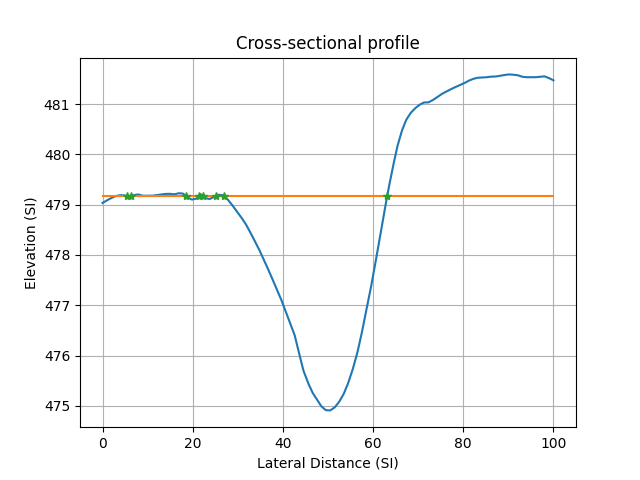 Cross-sectional profile
Elevation (SI)
481
480
479
478
477
476
475
0 20 40 60 80 100
Lateral Distance (SI)